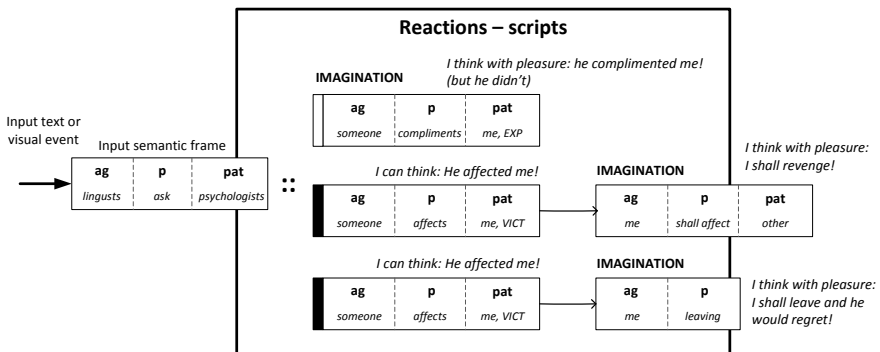 Reactions – scripts
I think with pleasure: he complimented me!
(but he didn't)
IMAGINATION
ag p pat
someone compliments me, EXP
Input text or
visual event
Input semantic frame
ag p pat
lingusts ask psychologists
::
I can think: He affected me!
ag p pat
someone affects me, VICT
IMAGINATION
I think with pleasure:
I shall revenge!
ag p pat
me shall affect other
I can think: He affected me!
ag p pat
someone affects me, VICT
IMAGINATION
ag p
me leaving
I think with pleasure:
I shall leave and he
would regret!